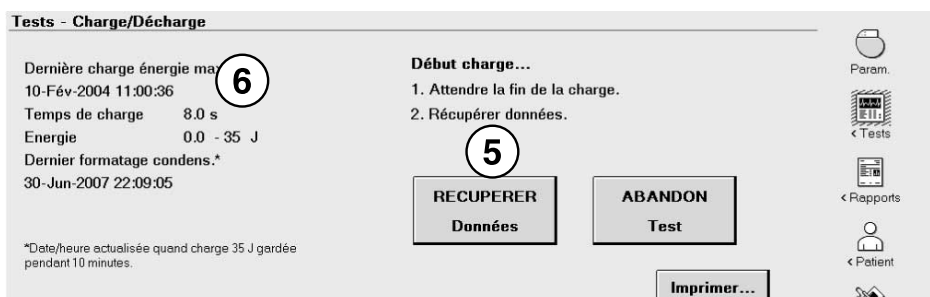 Tests - Charge/Décharge
Dernière charge énergie max
10-Fév-2004 11:00:36
Temps de charge 8.0 s
Energie 0.0 - 35 J
Dernier formatage condens.*
30-Jun-2007 22:09:05
*Date/heure actualisée quand charge 35 J gardée
pendant 10 minutes.
6
Début charge...
1. Attendre la fin de la charge.
2. Récupérer données.
5
RECUPERER
Données
ABANDON
Test
Imprimer...
Param.
< Tests
< Rapports
< Patient